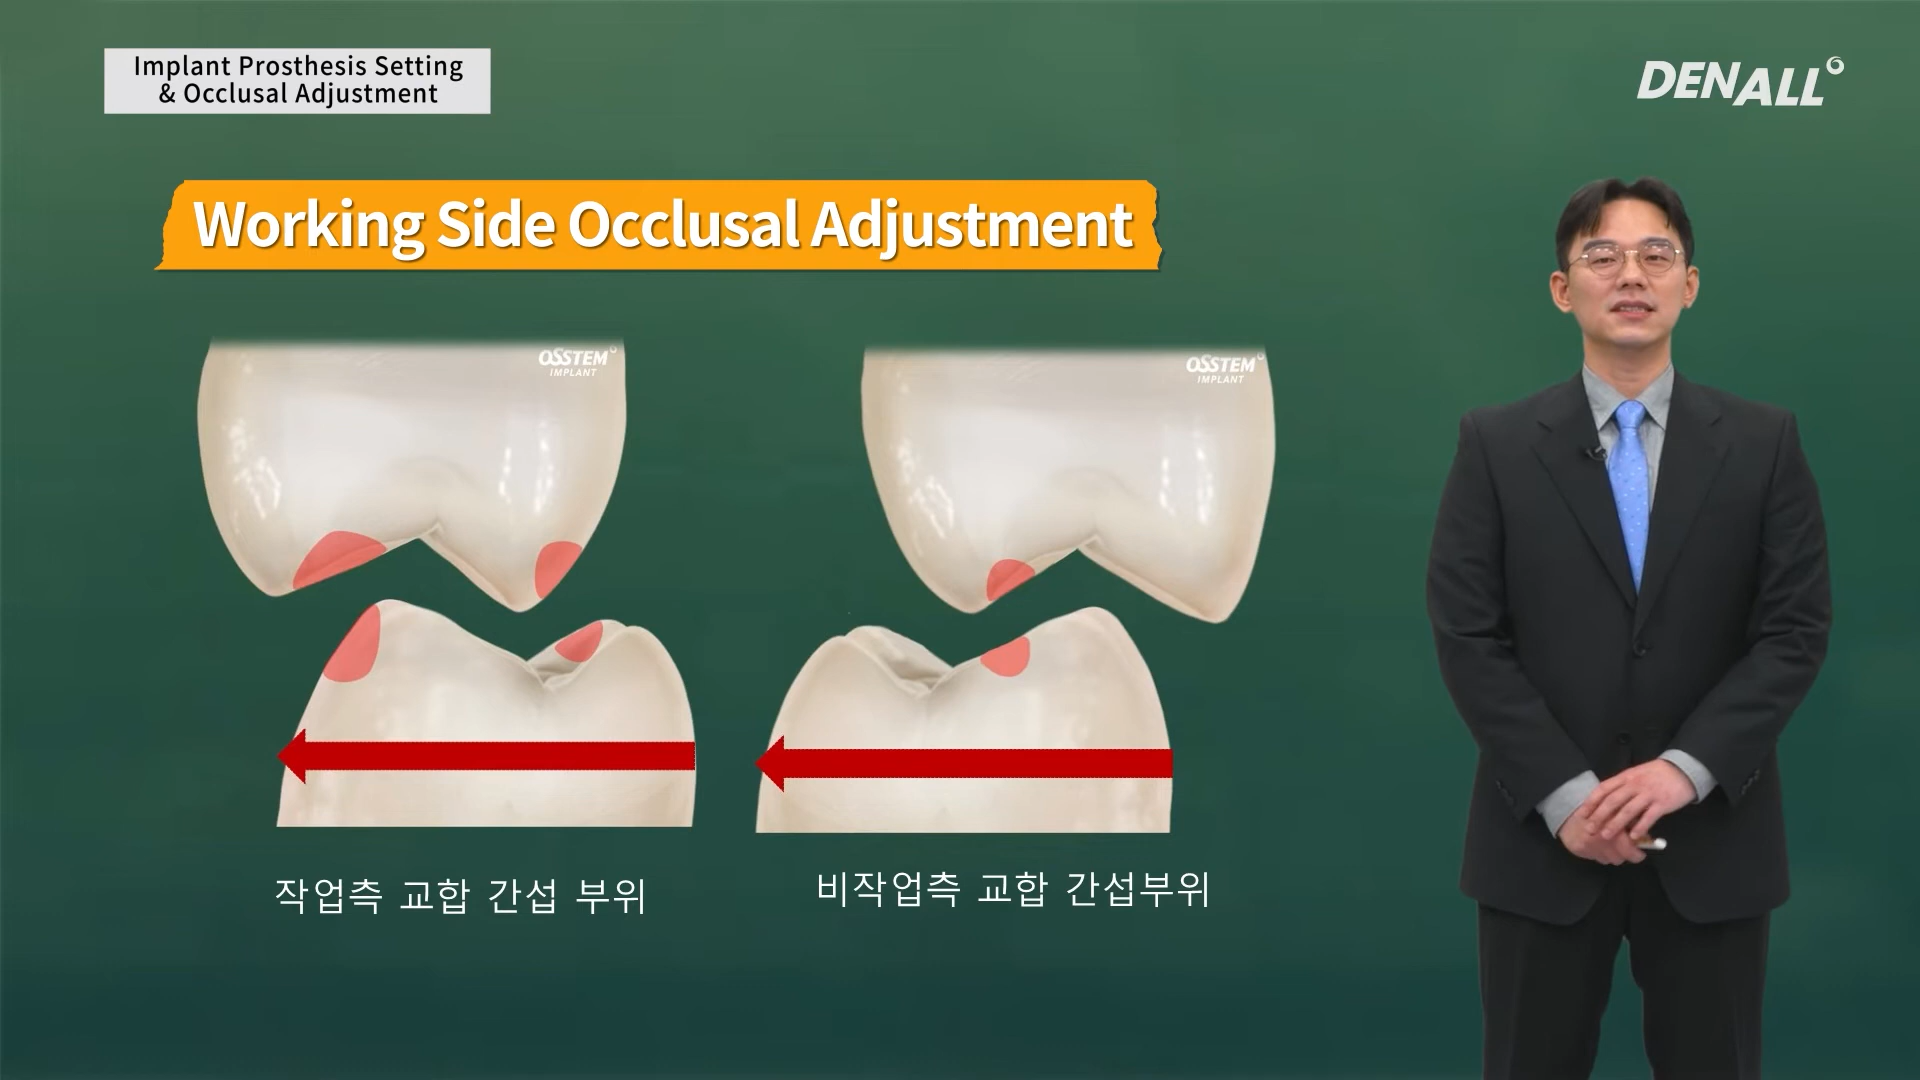 Implant Prosthesis Setting
& Occlusal Adjustment
DENALL
Working Side Occlusal Adjustment
OSSTEM
IMPLANT
OSSTEM
IMPLANT
작업측 교합 간섭 부위
비작업측 교합 간섭부위